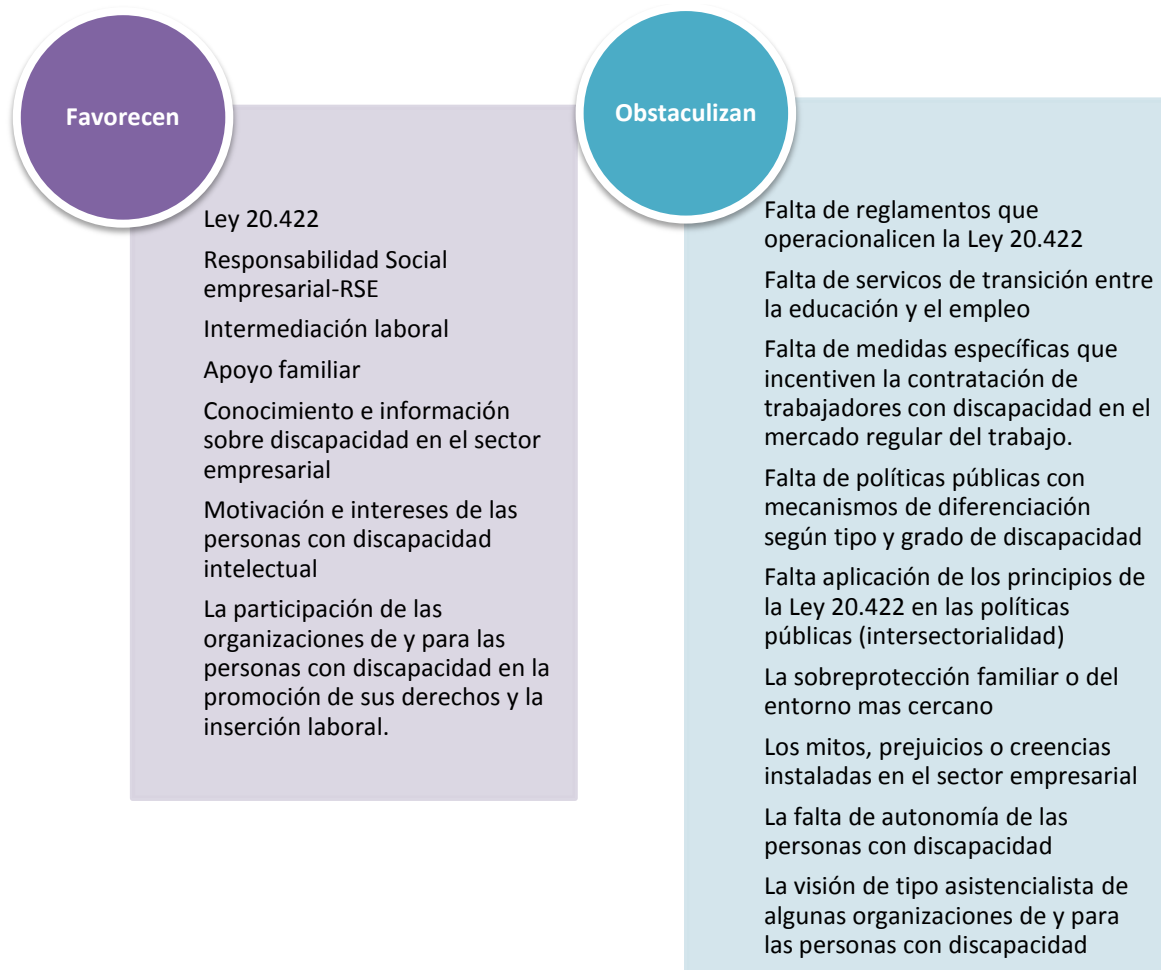 Favorecen
Ley 20.422
Responsabilidad Social
empresarial-RSE
Intermediación laboral
Apoyo familiar
Conocimiento e información
sobre discapacidad en el sector
empresarial
Motivación e intereses de las
personas con discapacidad
intelectual
La participación de las
organizaciones de y para las
personas con discapacidad en la
promoción de sus derechos y la
inserción laboral.
Obstaculizan
Falta de reglamentos que
operacionalicen la Ley 20.422
Falta de servicos de transición entre
la educación y el empleo
Falta de medidas específicas que
incentiven la contratación de
trabajadores con discapacidad en el
mercado regular del trabajo.
Falta de políticas públicas con
mecanismos de diferenciación
según tipo y grado de discapacidad
Falta aplicación de los principios de
la Ley 20.422 en las políticas
públicas (intersectorialidad)
La sobreprotección familiar o del
entorno mas cercano
Los mitos, prejuicios o creencias
instaladas en el sector empresarial
La falta de autonomía de las
personas con discapacidad
La visión de tipo asistencialista de
algunas organizaciones de y para
las personas con discapacidad